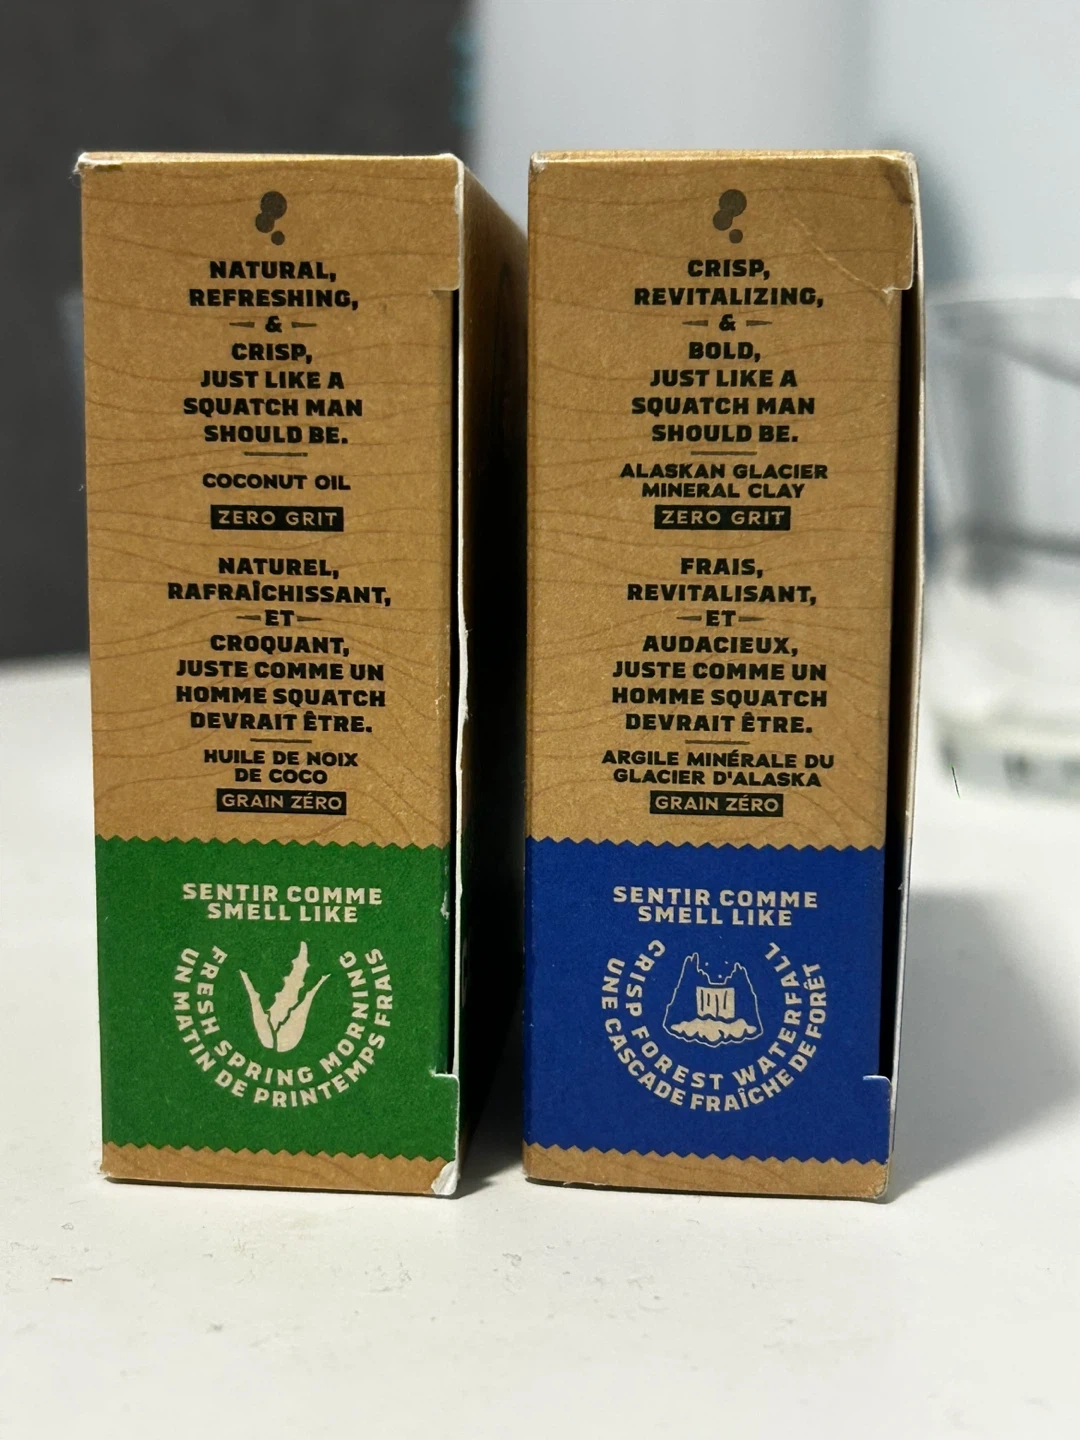 NATURAL,
REFRESHING,
&
CRISP,
JUST LIKE A
SQUATCH MAN
SHOULD BE.
COCONUT OIL
ZERO GRIT
NATUREL,
RAFRAÎCHISSANT,
ET
CROQUANT,
JUSTE COMME UN
HOMME SQUATCH
DEVRAIT ÊTRE.
HUILE DE NOIX
DE COCO
GRAIN ZÉRO
SENTIR COMME
SMELL LIKE
FRESH SPRING MORNING
UN MATIN DE PRINTEMPS FRAIS
CRISP,
REVITALIZING,
&
BOLD,
JUST LIKE A
SQUATCH MAN
SHOULD BE.
ALASKAN GLACIER
MINERAL CLAY
ZERO GRIT
FRAIS,
REVITALISANT,
ET
AUDACIEUX,
JUSTE COMME UN
HOMME SQUATCH
DEVRAIT ÊTRE.
ARGILE MINÉRALE DU
GLACIER D'ALASKA
GRAIN ZÉRO
SENTIR COMME
SMELL LIKE
CRISP FOREST WATERFALL
UNE CASCADE FRAÎCHE DE FORÊT